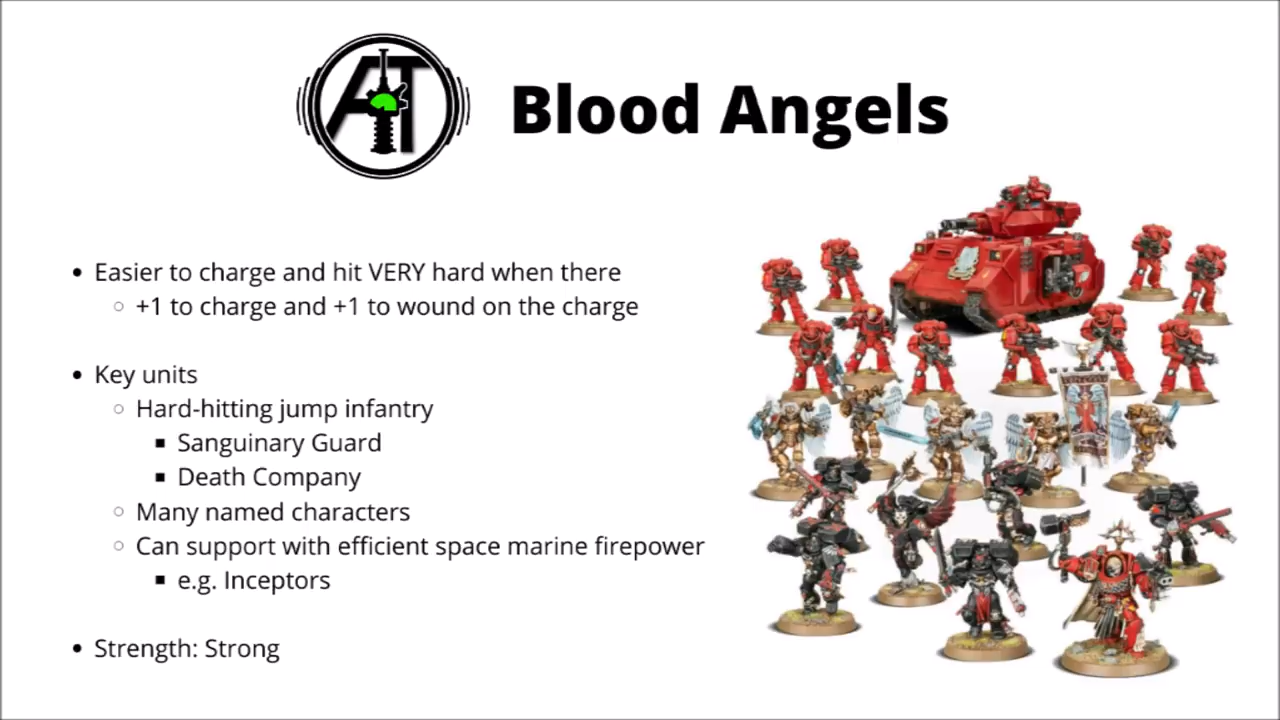 AT
Blood Angels
Easier to charge and hit VERY hard when there
+1 to charge and +1 to wound on the charge
Key units
Hard-hitting jump infantry
Sanguinary Guard
Death Company
Many named characters
Can support with efficient space marine firepower
e.g. Inceptors
Strength: Strong